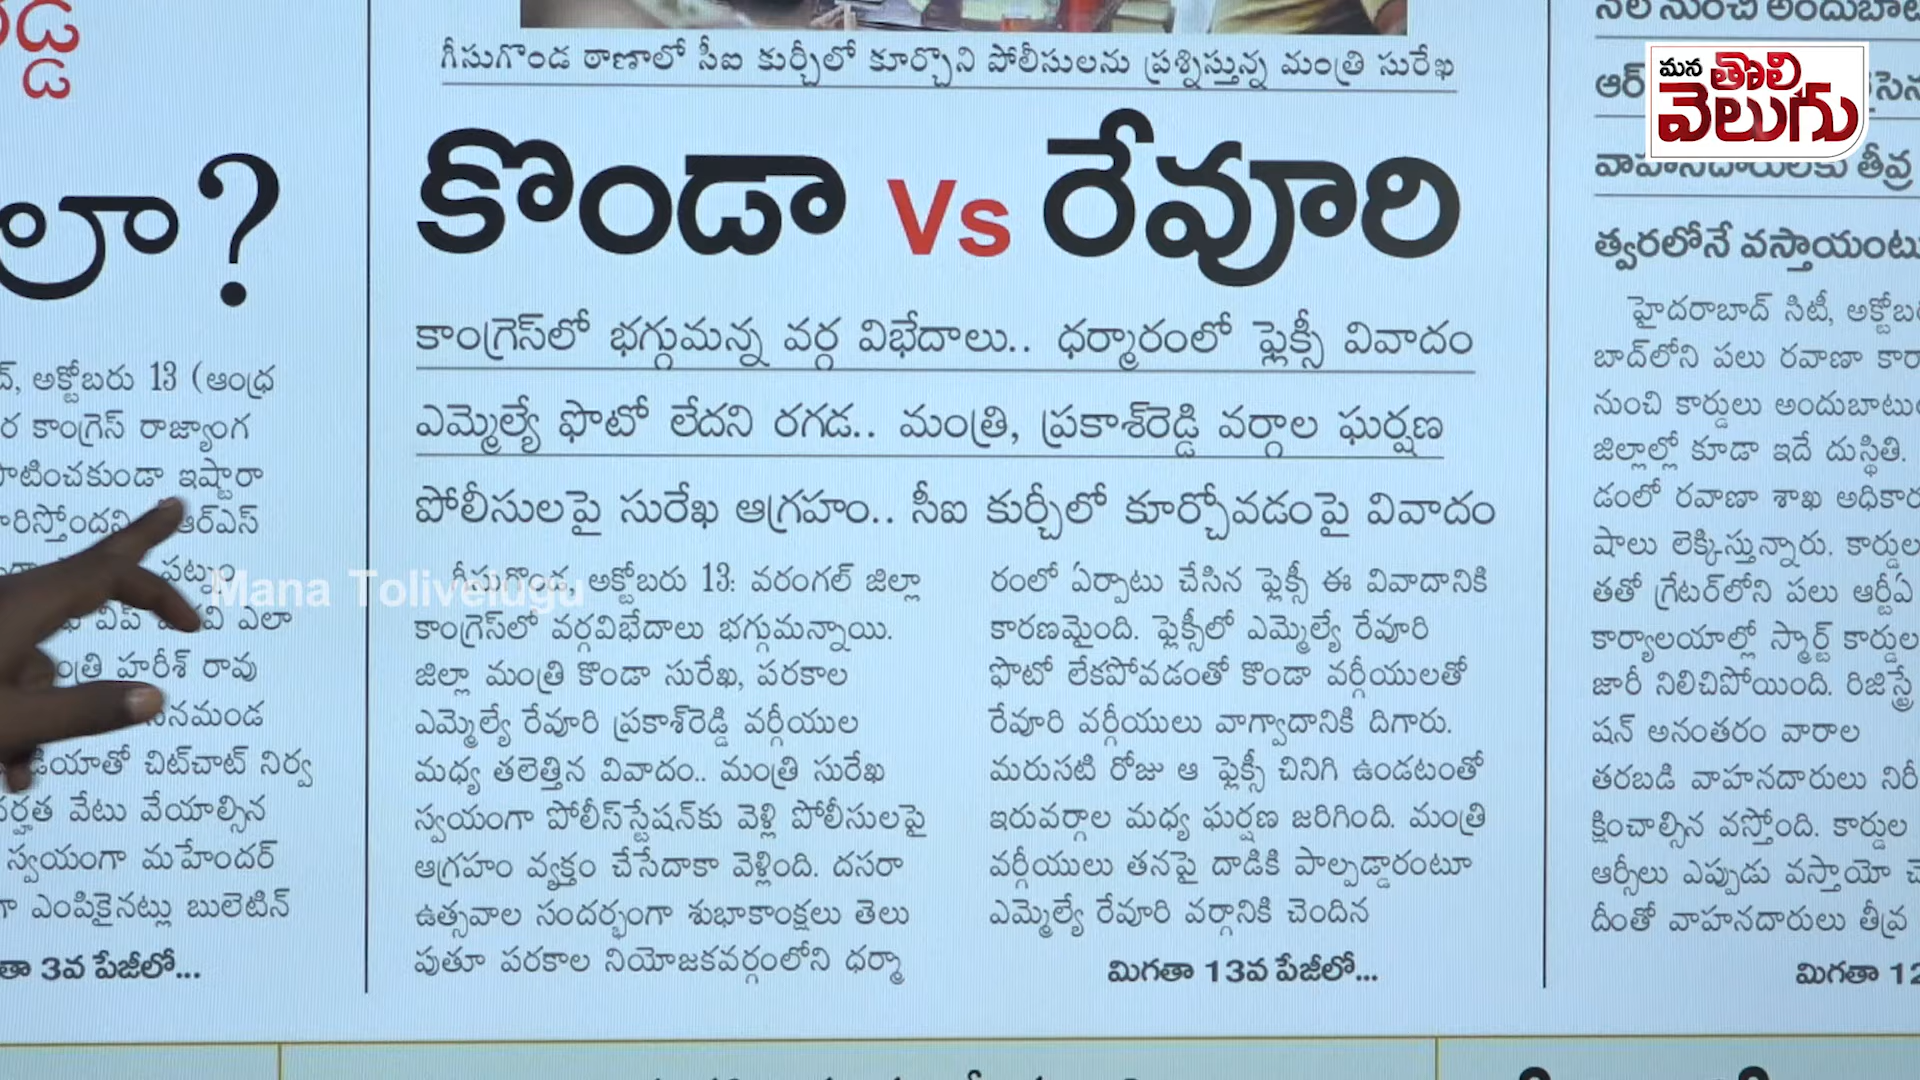 డ్డి
లా?
అక్టోబరు 13 (ఆంధ్ర
కాంగ్రెస్ రాజ్యాంగ
ఇష్టారా
హరీశ్ రావు
చిట్‌చాట్ నిర్వ
వేటు వేయాల్సిన
స్వయంగా మహేందర్
ఎంపికైనట్లు బులెటిన్
3వ పేజీలో...
గీసుగొండ ఠాణాలో సీఐ కుర్చీలో కూర్చొని పోలీసులను ప్రశ్నిస్తున్న మంత్రి సురేఖ
కొండా Vs రేవూరి
కాంగ్రెస్‌లో భగ్గుమన్న వర్గ విభేదాలు.. ధర్మారంలో ఫ్లెక్సీ వివాదం
ఎమ్మెల్యే ఫొటో లేదని రగడ.. మంత్రి, ప్రకాశ్‌రెడ్డి వర్గాల ఘర్షణ
పోలీసులపై సురేఖ ఆగ్రహం.. సీఐ కుర్చీలో కూర్చోవడంపై వివాదం
గీసుగొండ, అక్టోబరు 13: వరంగల్ జిల్లా
కాంగ్రెస్‌లో వర్గవిభేదాలు భగ్గుమన్నాయి.
జిల్లా మంత్రి కొండా సురేఖ, పరకాల
ఎమ్మెల్యే రేవూరి ప్రకాశ్‌రెడ్డి వర్గీయుల
మధ్య తలెత్తిన వివాదం.. మంత్రి సురేఖ
స్వయంగా పోలీస్‌స్టేషన్‌కు వెళ్లి పోలీసులపై
ఆగ్రహం వ్యక్తం చేసేదాకా వెళ్లింది. దసరా
ఉత్సవాల సందర్భంగా శుభాకాంక్షలు తెలు
పుతూ పరకాల నియోజకవర్గంలోని ధర్మా
రంలో ఏర్పాటు చేసిన ఫ్లెక్సీ ఈ వివాదానికి
కారణమైంది. ఫ్లెక్సీలో ఎమ్మెల్యే రేవూరి
ఫొటో లేకపోవడంతో కొండా వర్గీయులతో
రేవూరి వర్గీయులు వాగ్వాదానికి దిగారు.
మరుసటి రోజు ఆ ఫ్లెక్సీ చినిగి ఉండటంతో
ఇరువర్గాల మధ్య ఘర్షణ జరిగింది. మంత్రి
వర్గీయులు తనపై దాడికి పాల్పడ్డారంటూ
ఎమ్మెల్యే రేవూరి వర్గానికి చెందిన
మిగతా 13వ పేజీలో...
మన తొలి
వెలుగు
వాహనదారులకు తీవ్ర
త్వరలోనే వస్తాయంటు
హైదరాబాద్ సిటీ, అక్టోబ
బాద్‌లోని పలు రవాణా కార్యా
నుంచి కార్డులు అందుబాటు
జిల్లాల్లో కూడా ఇదే దుస్థితి.
డంలో రవాణా శాఖ అధికార
షాలు లెక్కిస్తున్నారు. కార్డుల
తతో గ్రేటర్‌లోని పలు ఆర్టీఏ
కార్యాలయాల్లో స్మార్ట్ కార్డుల
జారీ నిలిచిపోయింది. రిజిస్ట్రే
షన్ అనంతరం వారాల
తరబడి వాహనదారులు నిరీ
క్షించాల్సిన వస్తోంది. కార్డుల
ఆర్సీలు ఎప్పుడు వస్తాయో
దీంతో వాహనదారులు తీవ్ర
మిగతా 12
Mana Tolivelugu